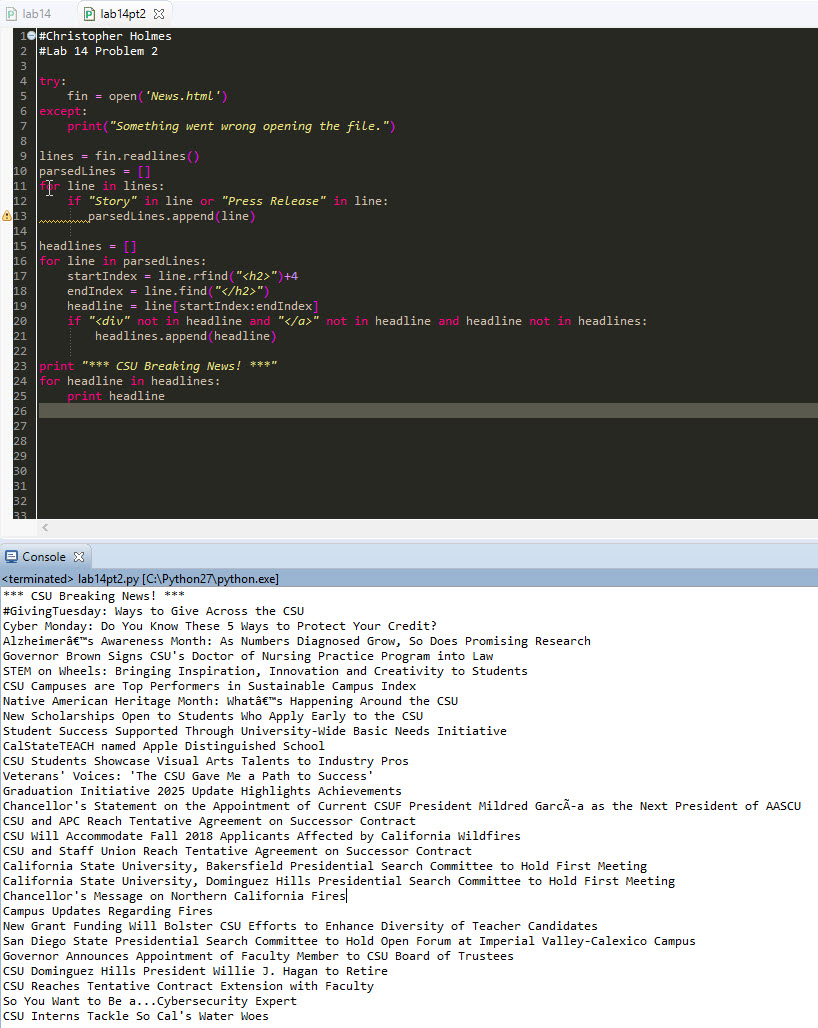 lab14 lab14pt2
1 #Christopher Holmes
2 #Lab 14 Problem 2
3
4 try:
5     fin = open('News.html')
6 except:
7     print("Something went wrong opening the file.")
8
9 lines = fin.readlines()
10 parsedLines = []
11 for line in lines:
12     if "Story" in line or "Press Release" in line:
13        parsedLines.append(line)
14
15 headlines = []
16 for line in parsedLines:
17     startIndex = line.rfind("<h2>")+4
18     endIndex = line.find("</h2>")
19     headline = line[startIndex:endIndex]
20     if "<div" not in headline and "</a>" not in headline and headline not in headlines:
21         headlines.append(headline)
22
23 print "*** CSU Breaking News! ***"
24 for headline in headlines:
25     print headline
26
27
28
29
30
31
32
33
Console
<terminated> lab14pt2.py [C:\Python27\python.exe]
*** CSU Breaking News! ***
#GivingTuesday: Ways to Give Across the CSU
Cyber Monday: Do You Know These 5 Ways to Protect Your Credit?
Alzheimerâ€™s Awareness Month: As Numbers Diagnosed Grow, So Does Promising Research
Governor Brown Signs CSU's Doctor of Nursing Practice Program into Law
STEM on Wheels: Bringing Inspiration, Innovation and Creativity to Students
CSU Campuses are Top Performers in Sustainable Campus Index
Native American Heritage Month: Whatâ€™s Happening Around the CSU
New Scholarships Open to Students Who Apply Early to the CSU
Student Success Supported Through University-Wide Basic Needs Initiative
CalStateTEACH named Apple Distinguished School
CSU Students Showcase Visual Arts Talents to Industry Pros
Veterans' Voices: 'The CSU Gave Me a Path to Success'
Graduation Initiative 2025 Update Highlights Achievements
Chancellor's Statement on the Appointment of Current CSUF President Mildred GarcÃ-a as the Next President of AASCU
CSU and APC Reach Tentative Agreement on Successor Contract
CSU Will Accommodate Fall 2018 Applicants Affected by California Wildfires
CSU and Staff Union Reach Tentative Agreement on Successor Contract
California State University, Bakersfield Presidential Search Committee to Hold First Meeting
California State University, Dominguez Hills Presidential Search Committee to Hold First Meeting
Chancellor's Message on Northern California Fires
Campus Updates Regarding Fires
New Grant Funding Will Bolster CSU Efforts to Enhance Diversity of Teacher Candidates
San Diego State Presidential Search Committee to Hold Open Forum at Imperial Valley-Calexico Campus
Governor Announces Appointment of Faculty Member to CSU Board of Trustees
CSU Dominguez Hills President Willie J. Hagan to Retire
CSU Reaches Tentative Contract Extension with Faculty
So You Want to Be a...Cybersecurity Expert
CSU Interns Tackle So Cal's Water Woes